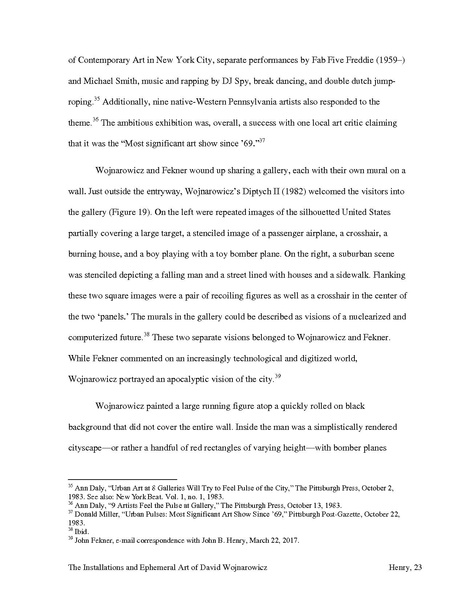 of Contemporary Art in New York City, separate performances by Fab Five Freddie (1959–)
and Michael Smith, music and rapping by DJ Spy, break dancing, and double dutch jump-
roping.35 Additionally, nine native-Western Pennsylvania artists also responded to the
theme.36 The ambitious exhibition was, overall, a success with one local art critic claiming
that it was the “Most significant art show since ’69.”37
Wojnarowicz and Fekner wound up sharing a gallery, each with their own mural on a
wall. Just outside the entryway, Wojnarowicz’s Diptych II (1982) welcomed the visitors into
the gallery (Figure 19). On the left were repeated images of the silhouetted United States
partially covering a large target, a stenciled image of a passenger airplane, a crosshair, a
burning house, and a boy playing with a toy bomber plane. On the right, a suburban scene
was stenciled depicting a falling man and a street lined with houses and a sidewalk. Flanking
these two square images were a pair of recoiling figures as well as a crosshair in the center of
the two ‘panels.’ The murals in the gallery could be described as visions of a nuclearized and
computerized future.38 These two separate visions belonged to Wojnarowicz and Fekner.
While Fekner commented on an increasingly technological and digitized world,
Wojnarowicz portrayed an apocalyptic vision of the city.39
Wojnarowicz painted a large running figure atop a quickly rolled on black
background that did not cover the entire wall. Inside the man was a simplistically rendered
cityscape—or rather a handful of red rectangles of varying height—with bomber planes
35 Ann Daly, “Urban Art at 8 Galleries Will Try to Feel Pulse of the City,” The Pittsburgh Press, October 2,
1983. See also: New York Beat. Vol. 1, no. 1, 1983.
36 Ann Daly, “9 Artists Feel the Pulse at Gallery,” The Pittsburgh Press, October 13, 1983.
37 Donald Miller, “Urban Pulses: Most Significant Art Show Since ’69,” Pittsburgh Post-Gazette, October 22,
1983.
38 Ibid.
39 John Fekner, e-mail correspondence with John B. Henry, March 22, 2017.
The Installations and Ephemeral Art of David Wojnarowicz Henry, 23